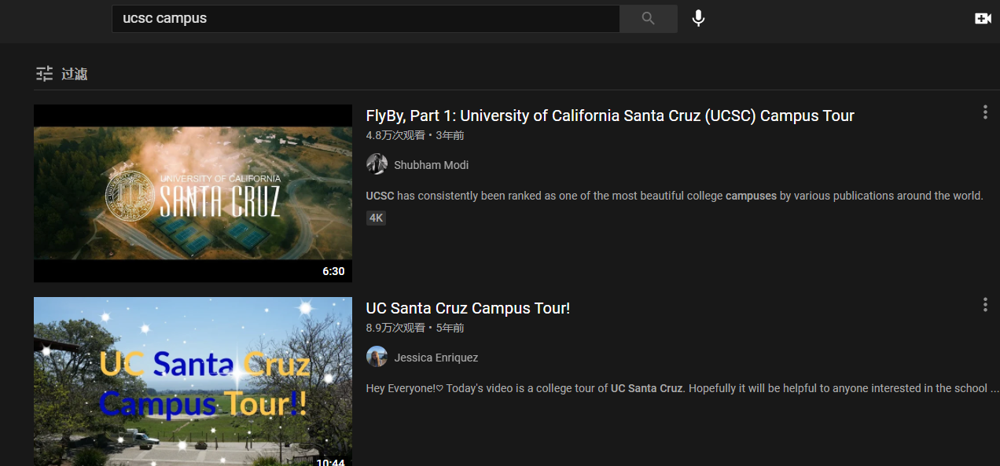 ucsc campus
过滤
UNIVERSITY OF CALIFORNIA
SANTA CRUZ
6:30
FlyBy, Part 1: University of California Santa Cruz (UCSC) Campus Tour
4.8万次观看 • 3年前
Shubham Modi
UCSC has consistently been ranked as one of the most beautiful college campuses by various publications around the world.
4K
UC Santa Cruz
Campus Tour!!
10:44
UC Santa Cruz Campus Tour!
8.9万次观看 • 5年前
Jessica Enriquez
Hey Everyone!♡ Today's video is a college tour of UC Santa Cruz. Hopefully it will be helpful to anyone interested in the school ...